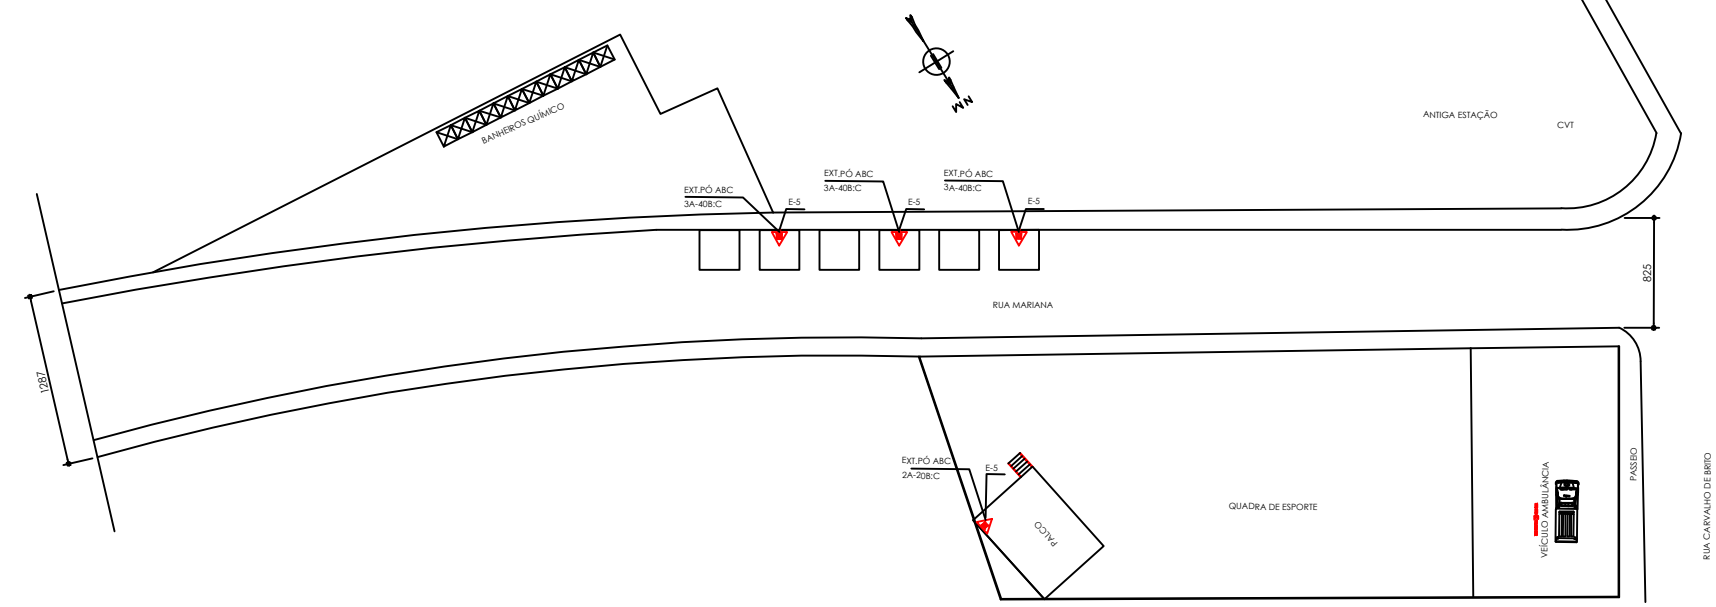 BANHEIROS QUÍMICO
NM
ANTIGA ESTAÇÃO
CVT
EXT.PÓ ABC
3A-40B:C
E-5
EXT.PÓ ABC
3A-40B:C
E-5
EXT.PÓ ABC
3A-40B:C
E-5
825
RUA MARIANA
1287
EXT.PÓ ABC
2A-20B:C
E-5
PALCO
QUADRA DE ESPORTE
VEÍCULO AMBULÂNCIA
PASSEIO
RUA CARVALHO DE BRITO